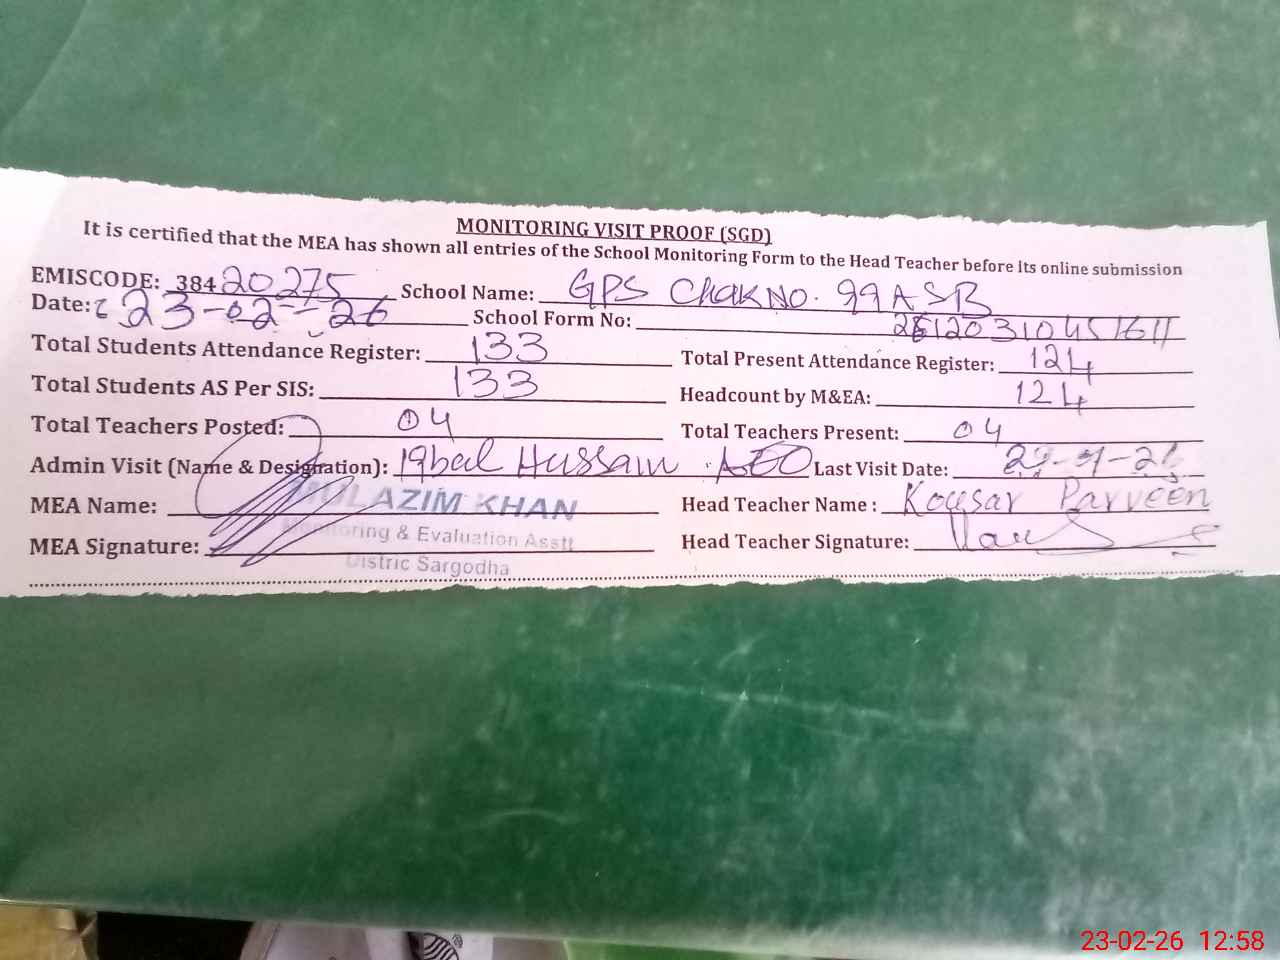 MONITORING VISIT PROOF (SGD)
It is certified that the MEA has shown all entries of the School Monitoring Form to the Head Teacher before its online submission
EMISCODE: 38420275 School Name: GPS Chak No. 99 A SB
Date: 23-02-26 School Form No:
Total Students Attendance Register: 133 Total Present Attendance Register: 124
Total Students AS Per SIS: 133 Headcount by M&EA: 124
Total Teachers Posted: 04 Total Teachers Present: 04
Admin Visit (Name & Designation): Iqbal Hussain AEO Last Visit Date:
MEA Name: MULAZIM KHAN Head Teacher Name : Kousar Parveen
Monitoring & Evaluation Asstt
MEA Signature: Head Teacher Signature:
Distric Sargodha
23-02-26 12:58